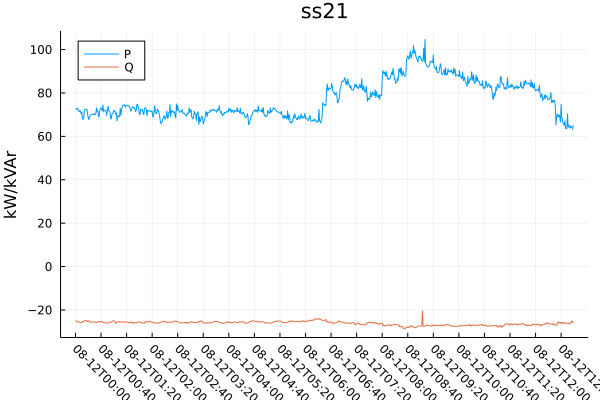 ss21
kW/kVAr
P
Q
100
80
60
40
20
0
−20
08-12T00:00
08-12T00:40
08-12T01:20
08-12T02:00
08-12T02:40
08-12T03:20
08-12T04:00
08-12T04:40
08-12T05:20
08-12T06:00
08-12T06:40
08-12T07:20
08-12T08:00
08-12T08:40
08-12T09:20
08-12T10:00
08-12T10:40
08-12T11:20
08-12T12:00